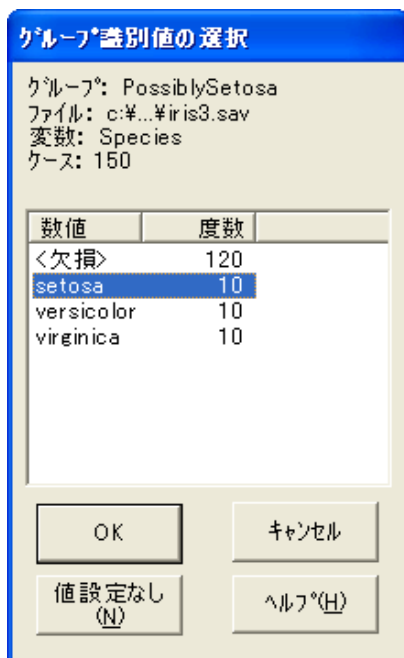 ｸﾞﾙｰﾌﾟ識別値の選択
ｸﾞﾙｰﾌﾟ: PossiblySetosa
ﾌｧｲﾙ: c:¥...¥iris3.sav
変数: Species
ｹｰｽ: 150
数値 度数
<欠損> 120
setosa 10
versicolor 10
virginica 10
OK ｷｬﾝｾﾙ
値設定なし
(N)
ﾍﾙﾌﾟ(H)